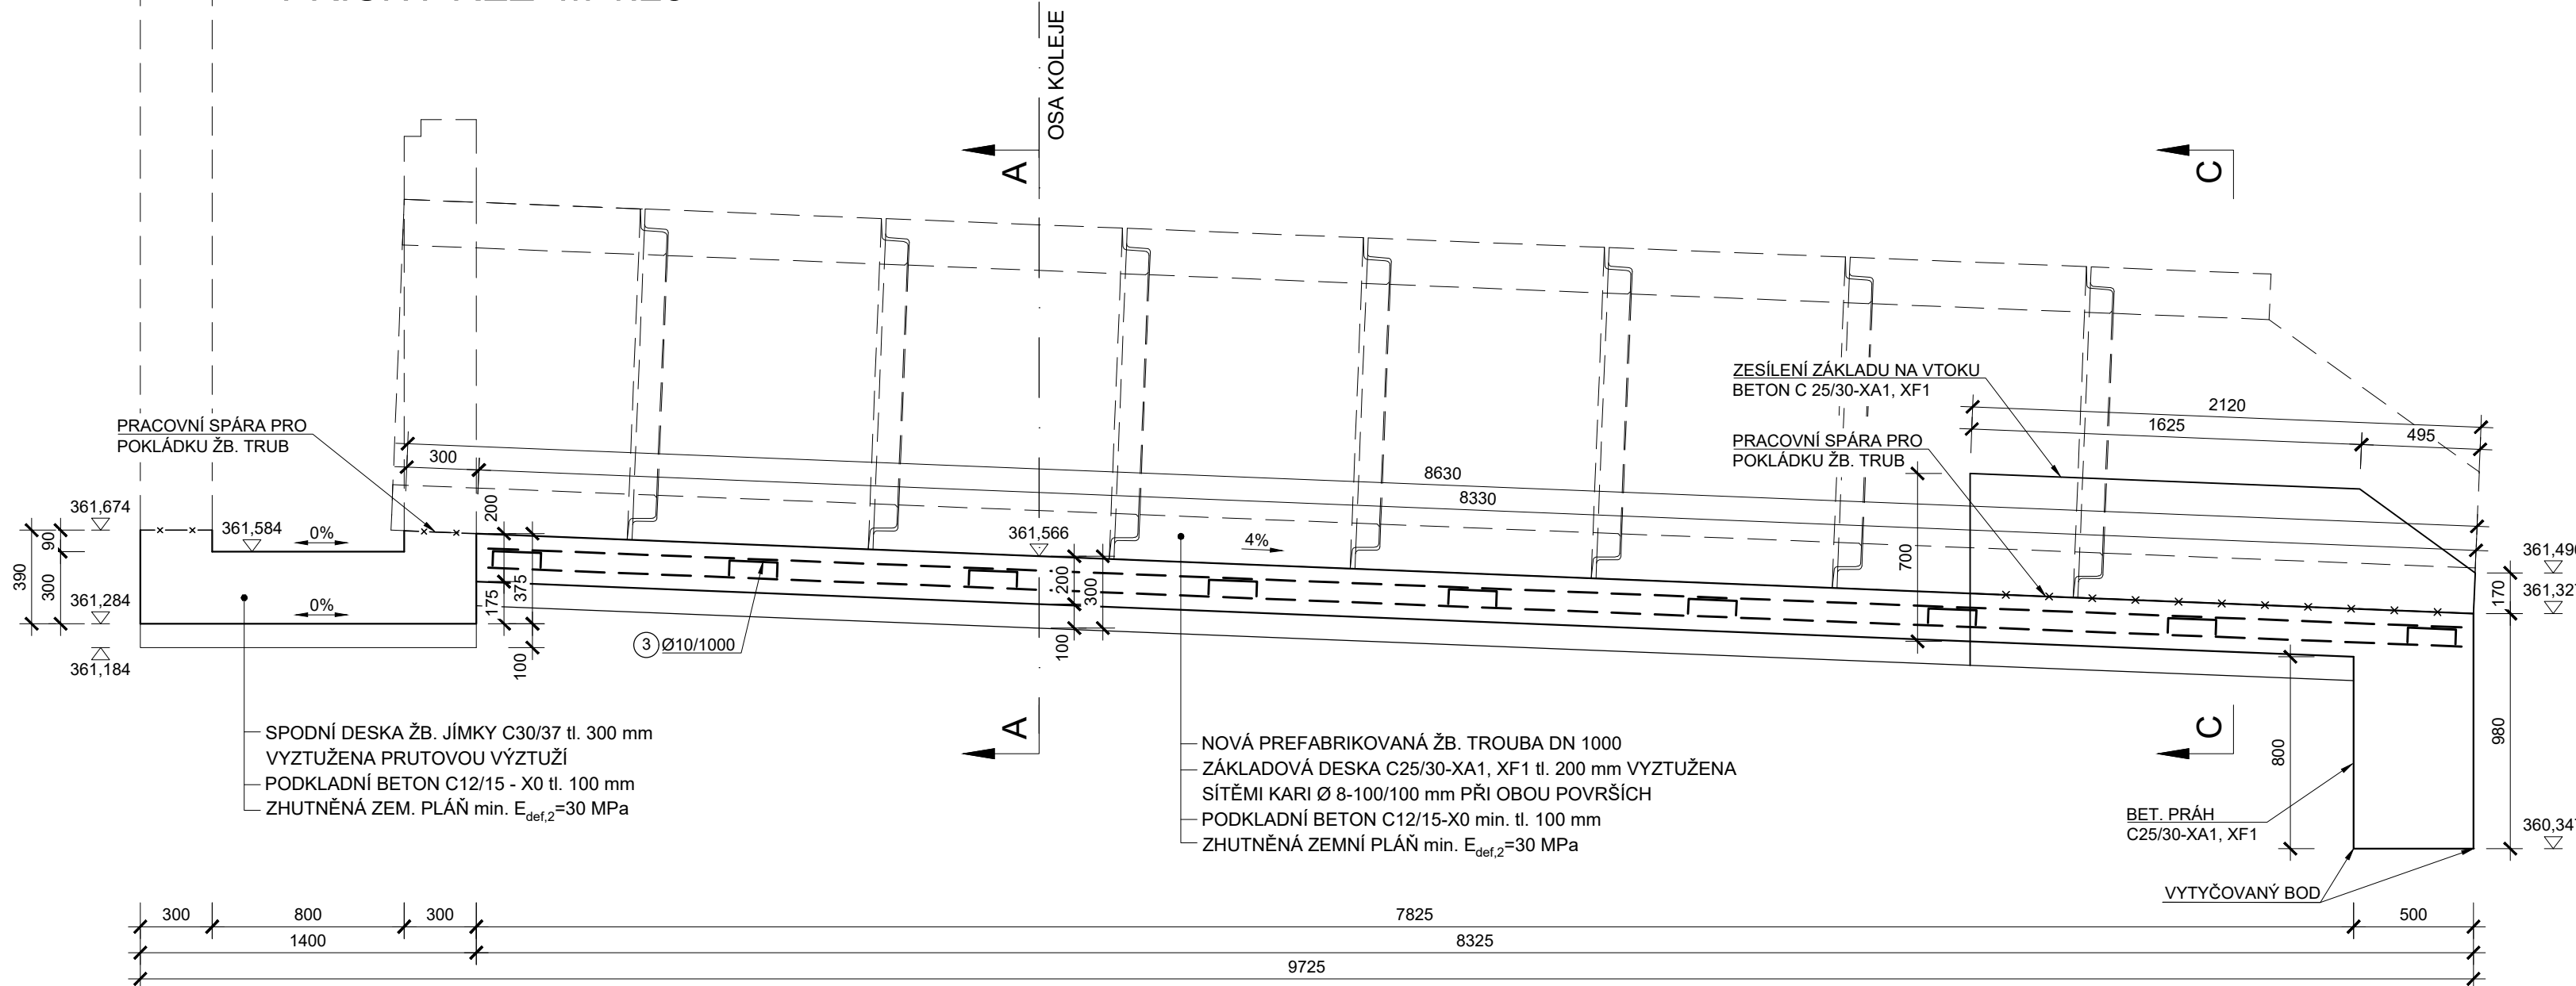 OSA KOLEJE
A
C
ZESÍLENÍ ZÁKLADU NA VTOKU
BETON C 25/30-XA1, XF1
2120
1625
495
PRACOVNÍ SPÁRA PRO
POKLÁDKU ŽB. TRUB
PRACOVNÍ SPÁRA PRO
POKLÁDKU ŽB. TRUB
300
8630
8330
361,674
361,584
0%
200
361,566
4%
700
390
90
300
361,284
0%
175
375
100
361,184
200
300
100
3 Ø10/1000
170
980
800
SPODNÍ DESKA ŽB. JÍMKY C30/37 tl. 300 mm
VYZTUŽENA PRUTOVOU VÝZTUŽÍ
PODKLADNÍ BETON C12/15 - X0 tl. 100 mm
ZHUTNĚNÁ ZEM. PLÁŇ min. Edef,2=30 MPa
A
C
NOVÁ PREFABRIKOVANÁ ŽB. TROUBA DN 1000
ZÁKLADOVÁ DESKA C25/30-XA1, XF1 tl. 200 mm VYZTUŽENA
SÍTĚMI KARI Ø 8-100/100 mm PŘI OBOU POVRŠÍCH
PODKLADNÍ BETON C12/15-X0 min. tl. 100 mm
ZHUTNĚNÁ ZEMNÍ PLÁŇ min. Edef,2=30 MPa
BET. PRÁH
C25/30-XA1, XF1
VYTYČOVANÝ BOD
300
800
300
7825
500
1400
8325
9725